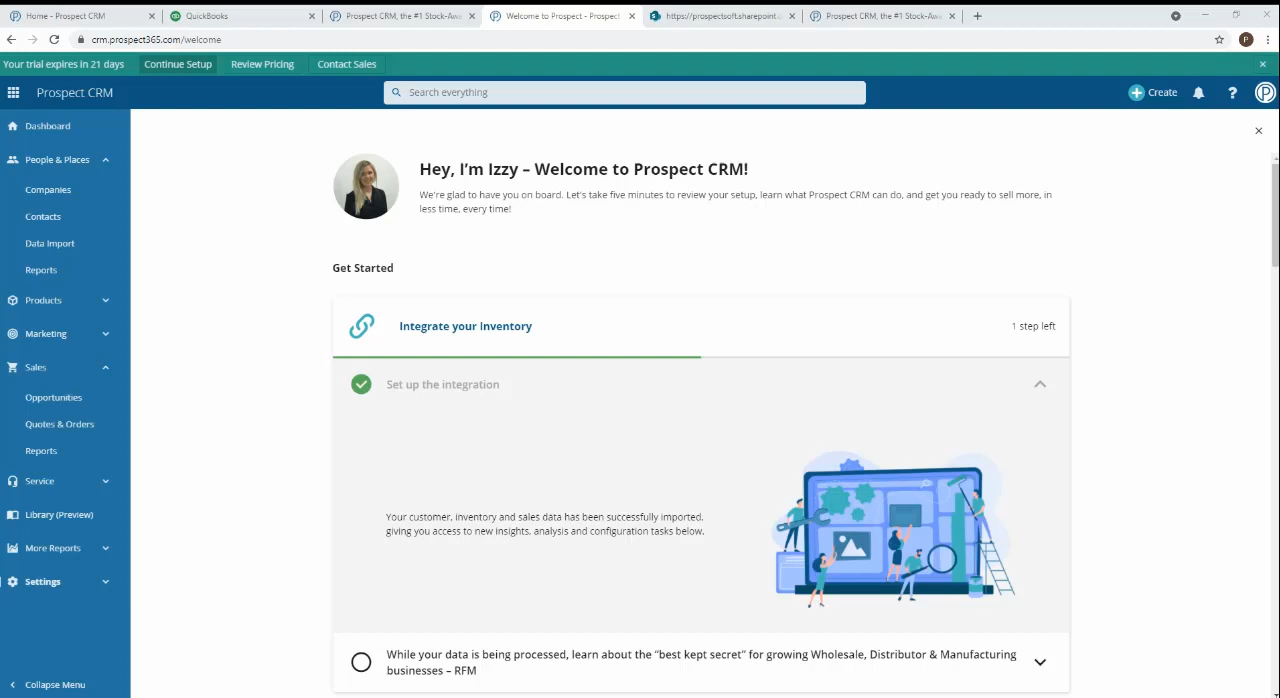 Home - Prospect CRM
QuickBooks
Prospect CRM, the #1 Stock-Aw
Welcome to Prospect - Prospect
https://prospectsoft.sharepoint.c
Prospect CRM, the #1 Stock-Aw
crm.prospect365.com/welcome
P
Your trial expires in 21 days
Continue Setup
Review Pricing
Contact Sales
Prospect CRM
Search everything
Create
Dashboard
People & Places
Companies
Contacts
Data Import
Reports
Products
Marketing
Sales
Opportunities
Quotes & Orders
Reports
Service
Library (Preview)
More Reports
Settings
Collapse Menu
Hey, I'm Izzy – Welcome to Prospect CRM!
We're glad to have you on board. Let's take five minutes to review your setup, learn what Prospect CRM can do, and get you ready to sell more, in
less time, every time!
Get Started
Integrate your Inventory
1 step left
Set up the integration
Your customer, inventory and sales data has been successfully imported,
giving you access to new insights, analysis and configuration tasks below.
While your data is being processed, learn about the "best kept secret" for growing Wholesale, Distributor & Manufacturing
businesses – RFM